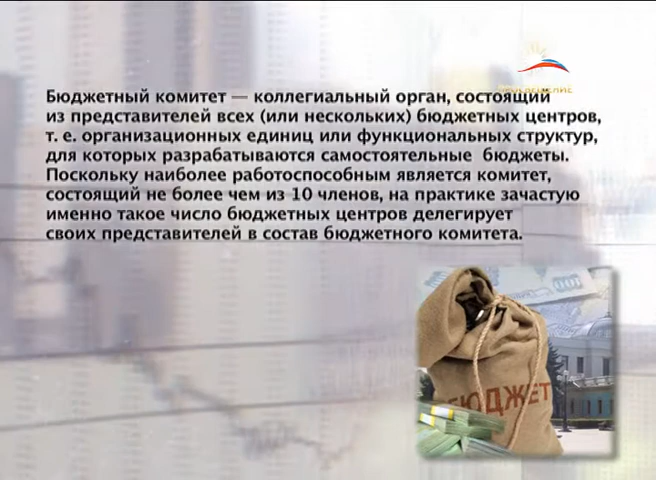 Бюджетный комитет — коллегиальный орган, состоящий
из представителей всех (или нескольких) бюджетных центров,
т. е. организационных единиц или функциональных структур,
для которых разрабатываются самостоятельные бюджеты.
Поскольку наиболее работоспособным является комитет,
состоящий не более чем из 10 членов, на практике зачастую
именно такое число бюджетных центров делегирует
своих представителей в состав бюджетного комитета.
100
БЮДЖЕТ